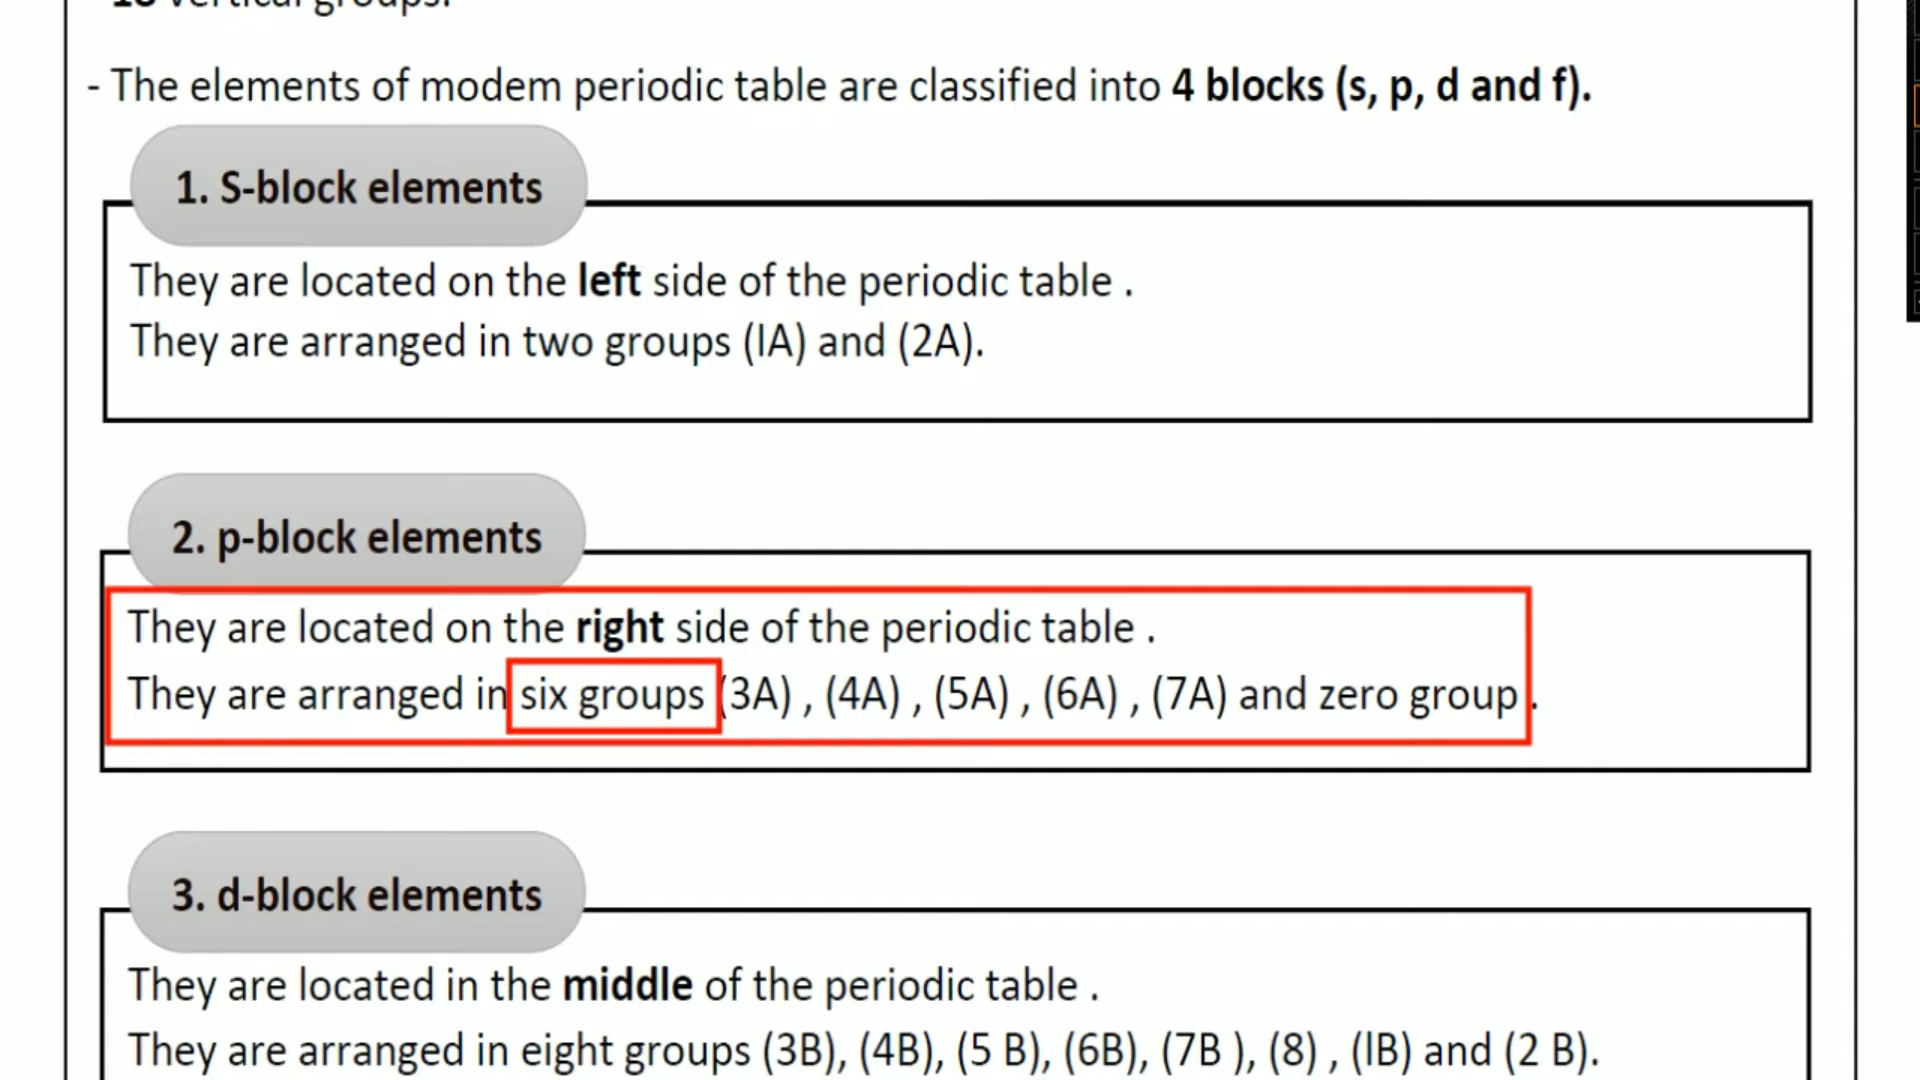 18 vertical groups.
- The elements of modem periodic table are classified into 4 blocks (s, p, d and f).
1. S-block elements
They are located on the left side of the periodic table .
They are arranged in two groups (IA) and (2A).
2. p-block elements
They are located on the right side of the periodic table .
They are arranged in six groups (3A) , (4A) , (5A) , (6A) , (7A) and zero group .
3. d-block elements
They are located in the middle of the periodic table .
They are arranged in eight groups (3B), (4B), (5 B), (6B), (7B ), (8) , (lB) and (2 B).